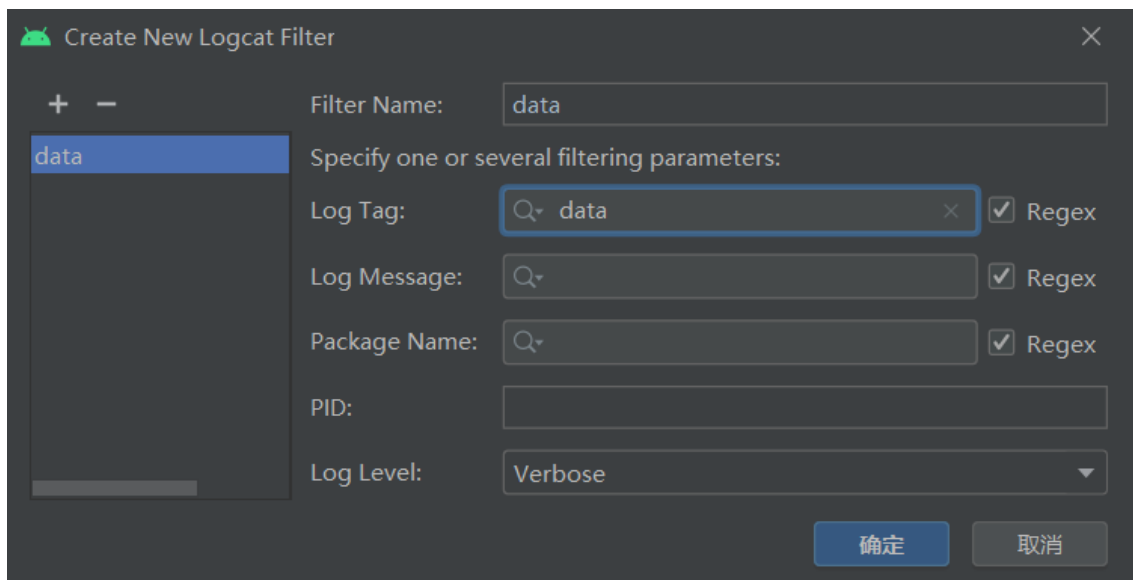 Create New Logcat Filter
Filter Name: data
data
Specify one or several filtering parameters:
Log Tag: data Regex
Log Message: Regex
Package Name: Regex
PID:
Log Level: Verbose
确定 取消